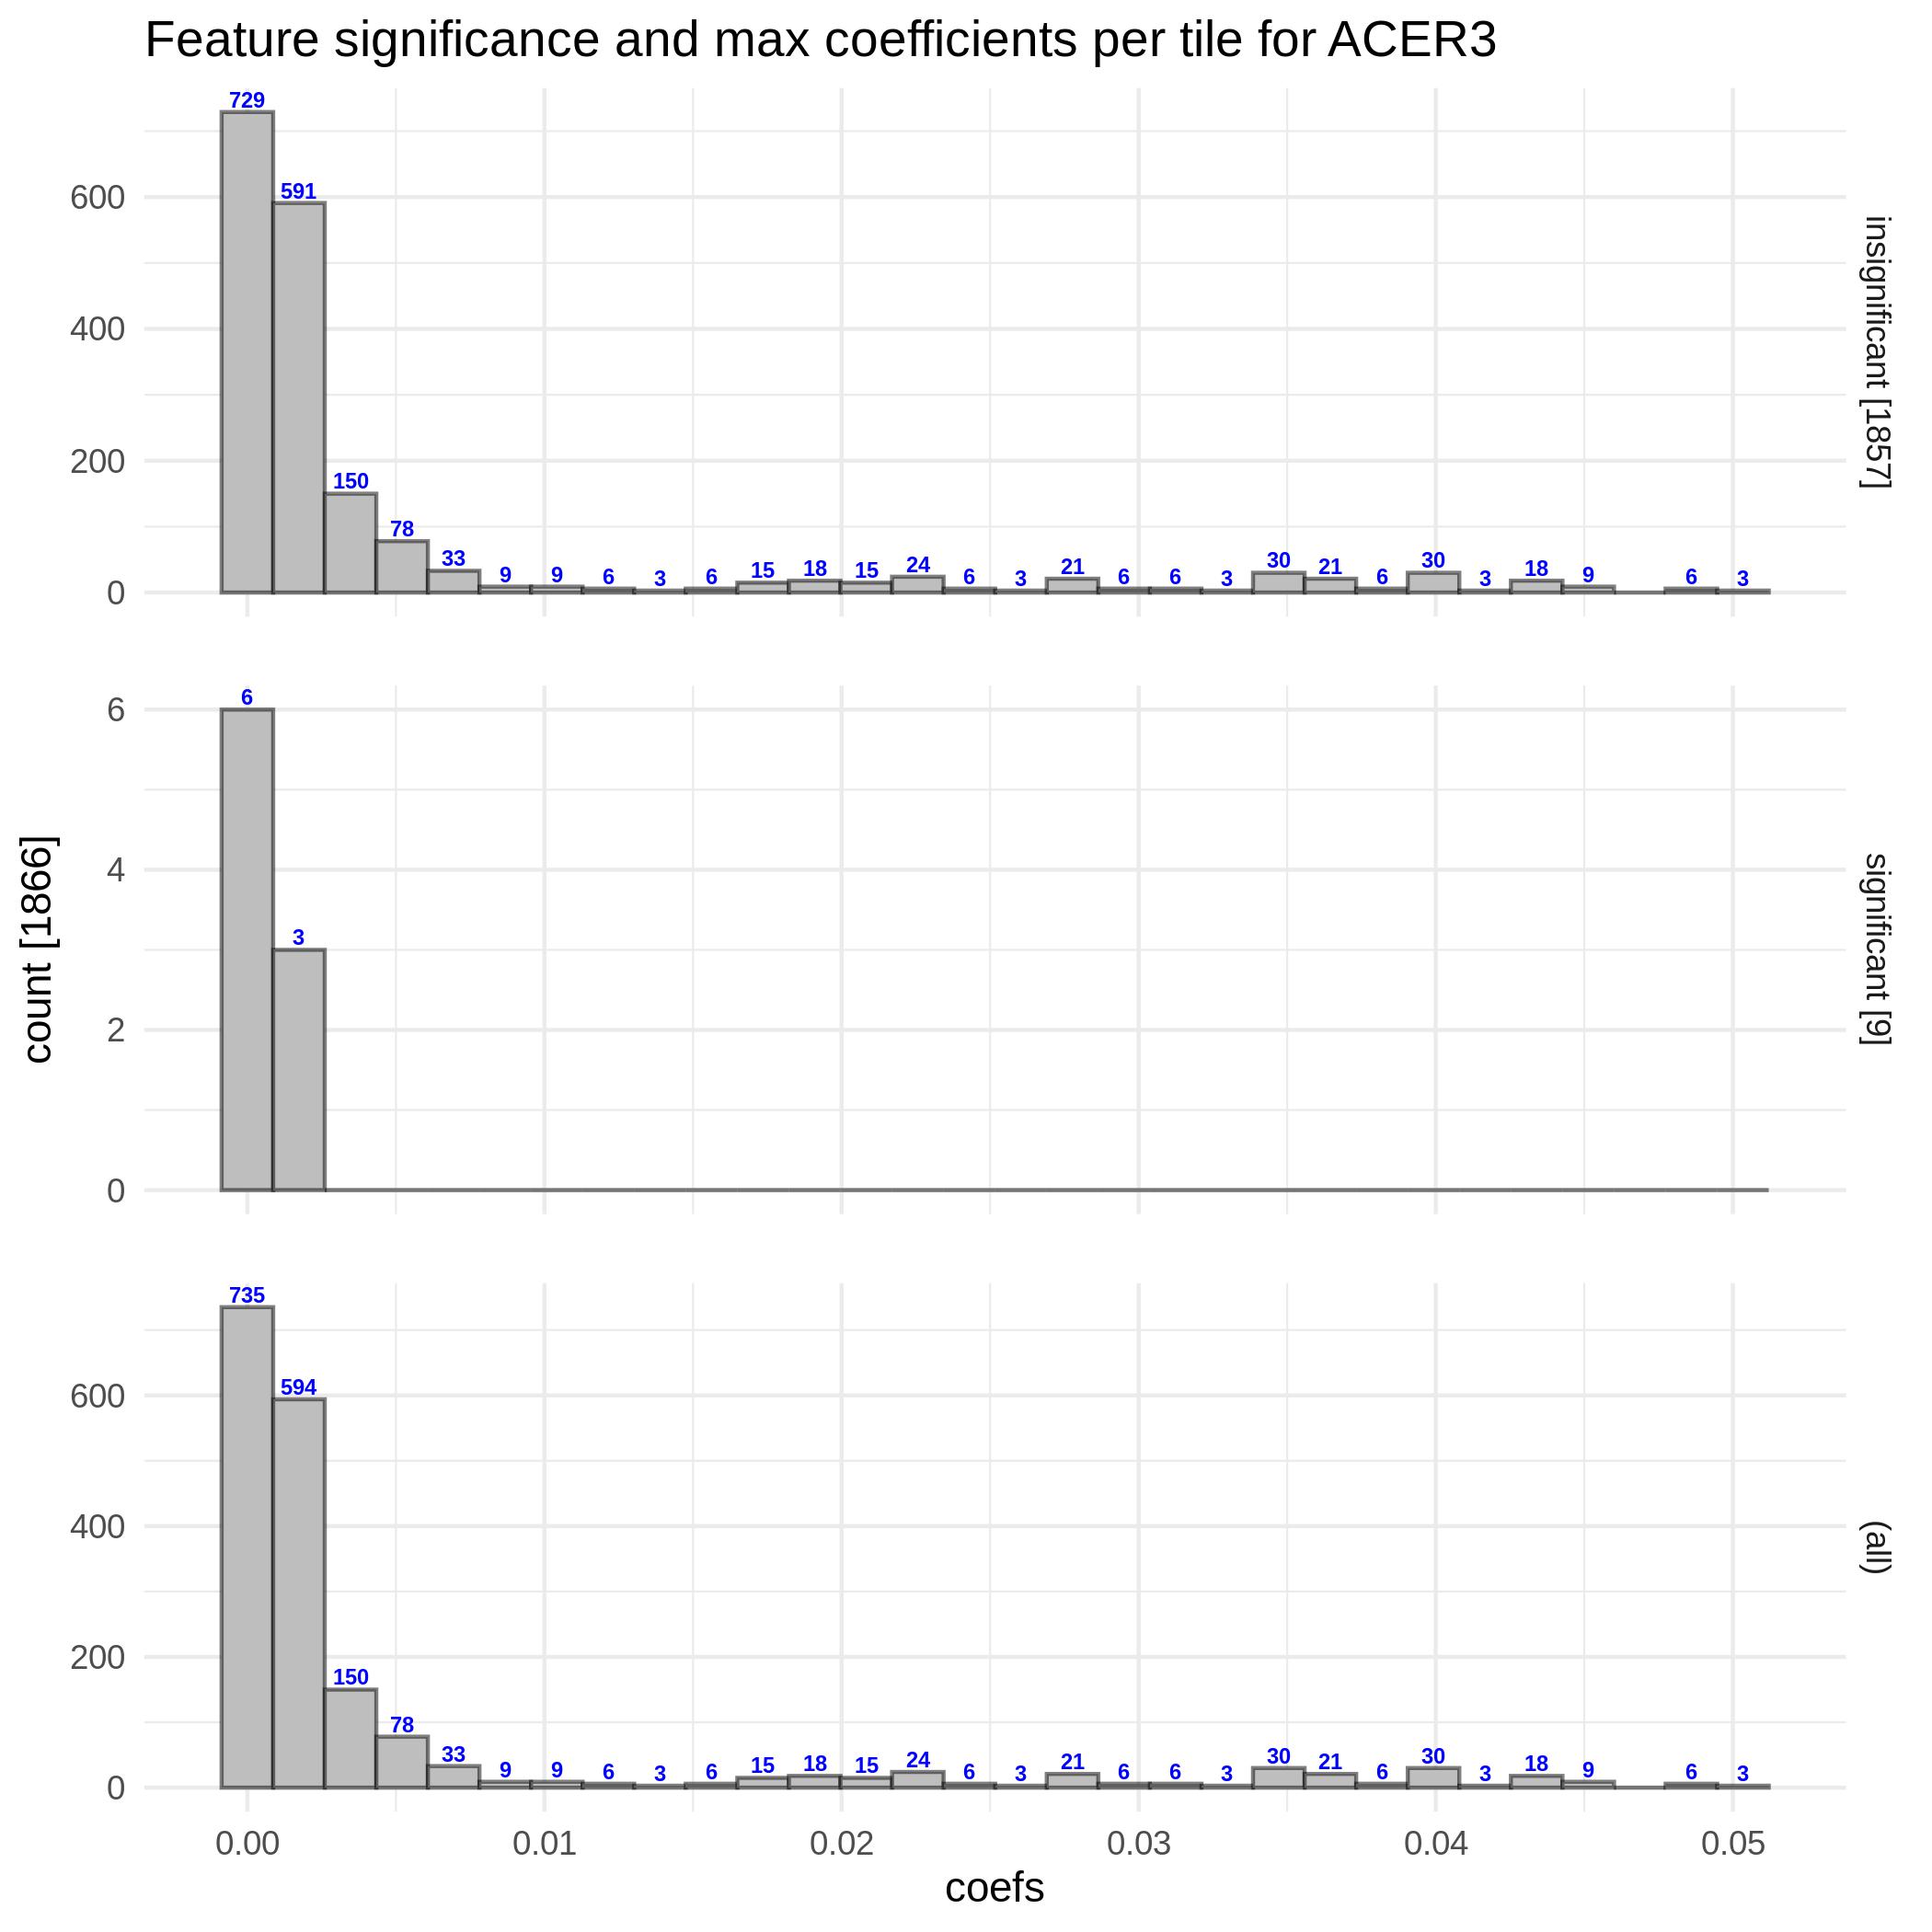 Feature significance and max coefficients per tile for ACER3
729
591
150
78
33
9 9 6 3 6 15 18 15 24 6 3 21 6 6 3 30 21 6 30 3 18 9 6 3
600
400
200
0
insignificant [1857]
6
3
6
4
2
0
significant [9]
count [1866]
735
594
150
78
33
9 9 6 3 6 15 18 15 24 6 3 21 6 6 3 30 21 6 30 3 18 9 6 3
600
400
200
0
(all)
0.00 0.01 0.02 0.03 0.04 0.05
coefs